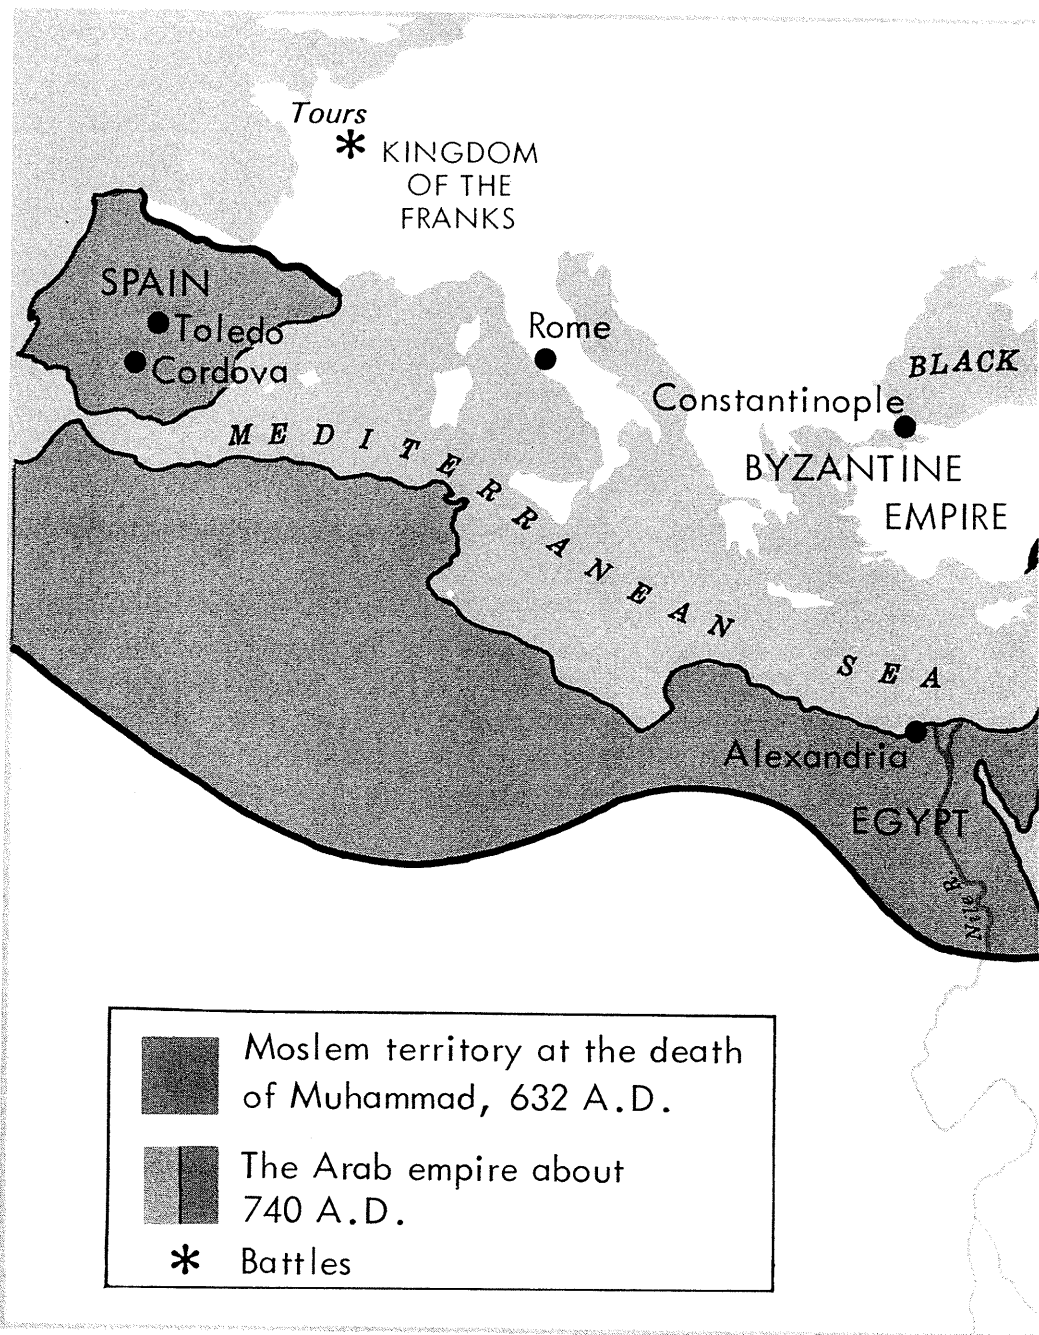 Tours
KINGDOM
OF THE
FRANKS
SPAIN
Toledo
Cordova
Rome
BLACK
Constantinople
BYZANTINE
EMPIRE
MEDITERRANEAN SEA
Alexandria
EGYPT
Nile R.
Moslem territory at the death
of Muhammad, 632 A.D.
The Arab empire about
740 A.D.
* Battles